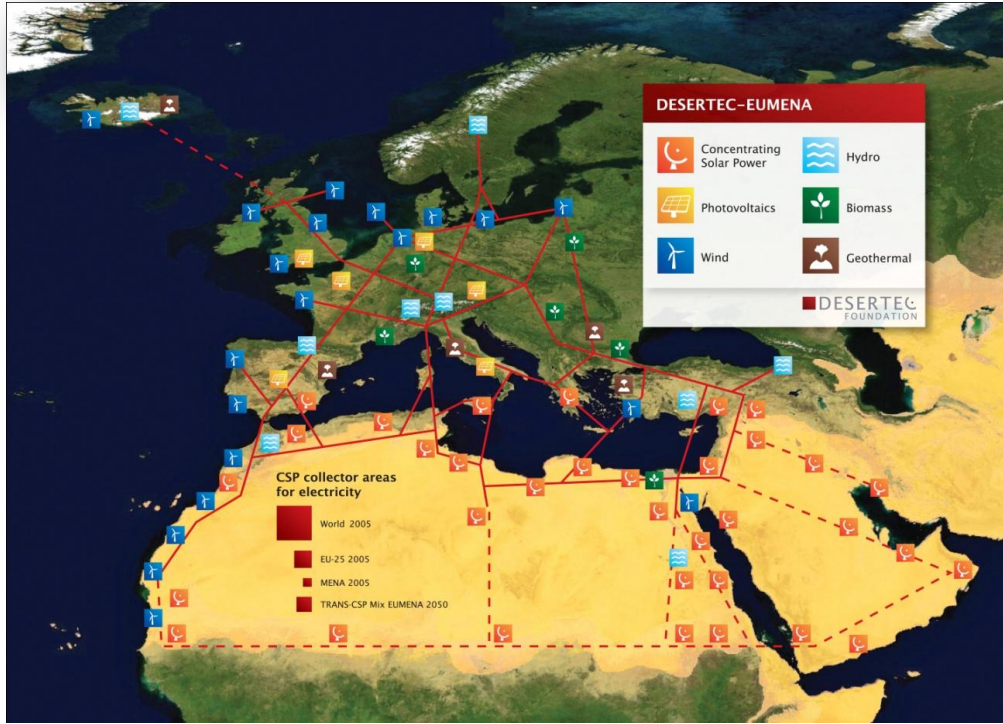 DESERTEC–EUMENA
Concentrating
Solar Power
Hydro
Photovoltaics
Biomass
Wind
Geothermal
DESERTEC
FOUNDATION
CSP collector areas
for electricity
World 2005
EU-25 2005
MENA 2005
TRANS-CSP Mix EUMENA 2050